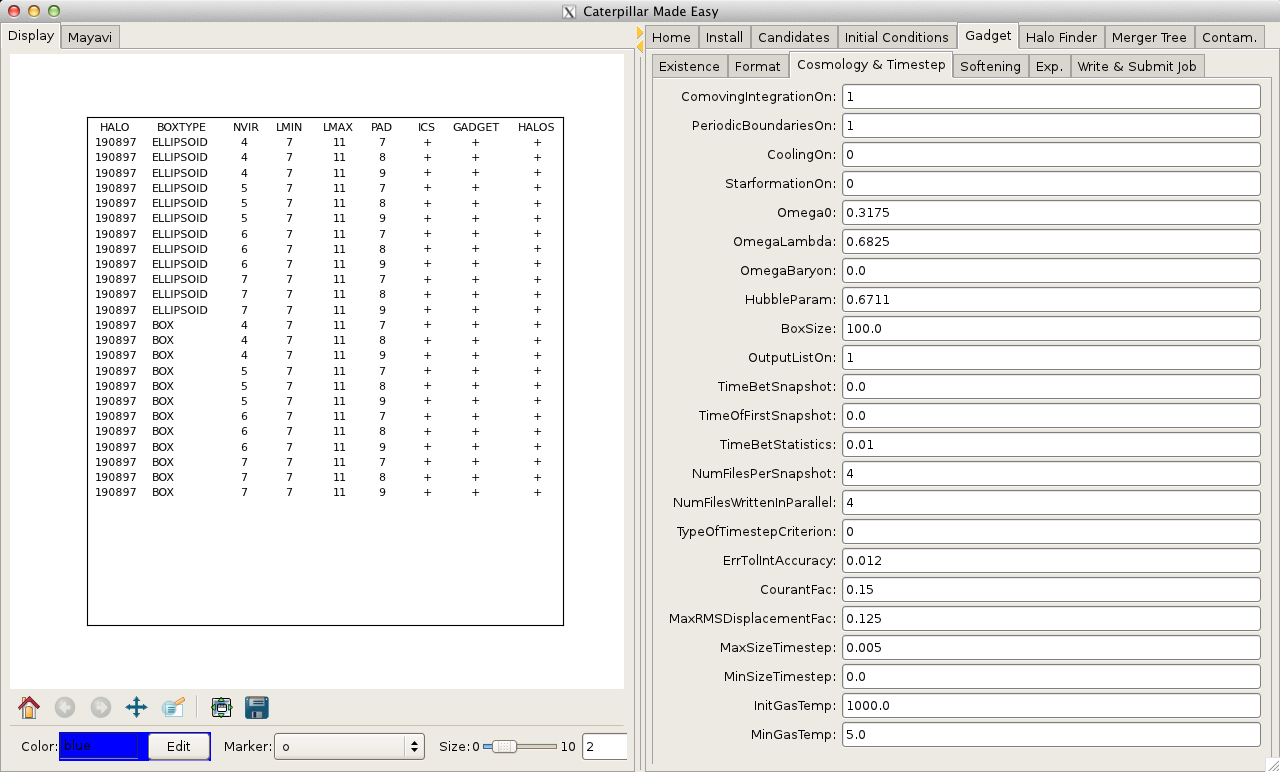 Caterpillar Made Easy
Display Mayavi
HALO BOXTYPE NVIR LMIN LMAX PAD ICS GADGET HALOS
190897 ELLIPSOID 4 7 11 7 + + +
190897 ELLIPSOID 4 7 11 8 + + +
190897 ELLIPSOID 4 7 11 9 + + +
190897 ELLIPSOID 5 7 11 7 + + +
190897 ELLIPSOID 5 7 11 8 + + +
190897 ELLIPSOID 5 7 11 9 + + +
190897 ELLIPSOID 6 7 11 7 + + +
190897 ELLIPSOID 6 7 11 8 + + +
190897 ELLIPSOID 6 7 11 9 + + +
190897 ELLIPSOID 7 7 11 7 + + +
190897 ELLIPSOID 7 7 11 8 + + +
190897 ELLIPSOID 7 7 11 9 + + +
190897 BOX 4 7 11 7 + + +
190897 BOX 4 7 11 8 + + +
190897 BOX 4 7 11 9 + + +
190897 BOX 5 7 11 7 + + +
190897 BOX 5 7 11 8 + + +
190897 BOX 5 7 11 9 + + +
190897 BOX 6 7 11 7 + + +
190897 BOX 6 7 11 8 + + +
190897 BOX 6 7 11 9 + + +
190897 BOX 7 7 11 7 + + +
190897 BOX 7 7 11 8 + + +
190897 BOX 7 7 11 9 + + +
Color: blue Edit Marker: o Size: 0 10 2
Home Install Candidates Initial Conditions Gadget Halo Finder Merger Tree Contam.
Existence Format Cosmology & Timestep Softening Exp. Write & Submit Job
ComovingIntegrationOn: 1
PeriodicBoundariesOn: 1
CoolingOn: 0
StarformationOn: 0
Omega0: 0.3175
OmegaLambda: 0.6825
OmegaBaryon: 0.0
HubbleParam: 0.6711
BoxSize: 100.0
OutputListOn: 1
TimeBetSnapshot: 0.0
TimeOfFirstSnapshot: 0.0
TimeBetStatistics: 0.01
NumFilesPerSnapshot: 4
NumFilesWrittenInParallel: 4
TypeOfTimestepCriterion: 0
ErrTolIntAccuracy: 0.012
CourantFac: 0.15
MaxRMSDisplacementFac: 0.125
MaxSizeTimestep: 0.005
MinSizeTimestep: 0.0
InitGasTemp: 1000.0
MinGasTemp: 5.0